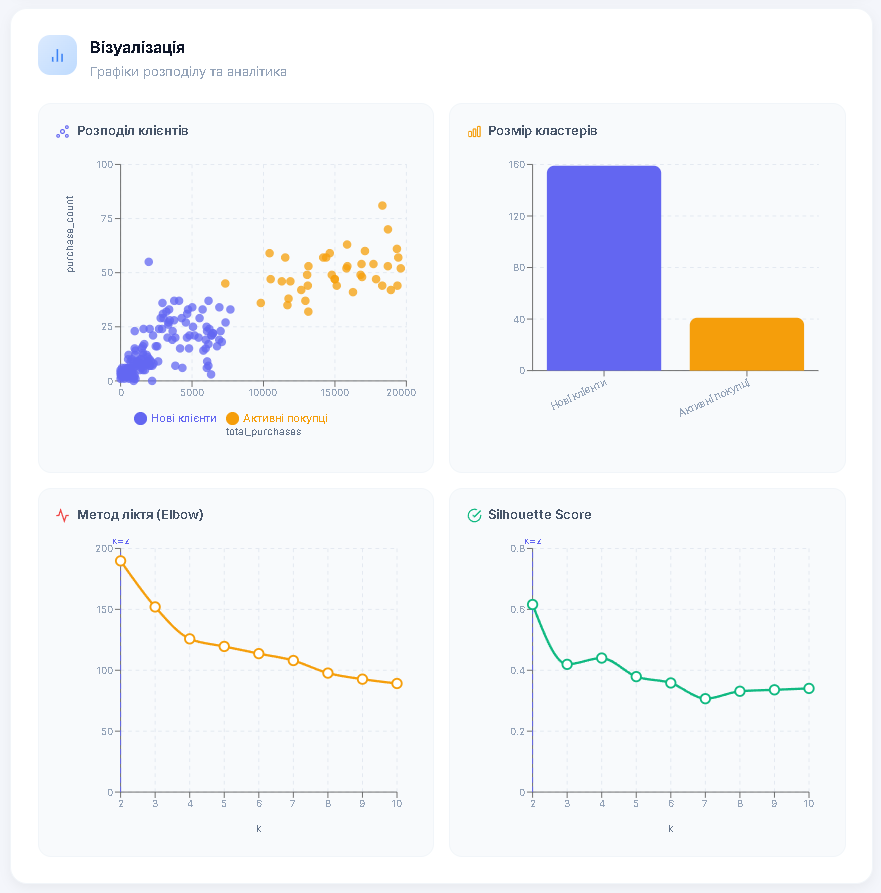 Візуалізація
Графіки розподілу та аналітика
Розподіл клієнтів
100
75
50
25
0
purchase_count
0 5000 10000 15000 20000
Нові клієнти Активні покупці
total_purchases
Розмір кластерів
160
120
80
40
0
Нові клієнти
Активні покупці
Метод ліктя (Elbow)
k=2
200
150
100
50
0
2 3 4 5 6 7 8 9 10
k
Silhouette Score
k=2
0.8
0.6
0.4
0.2
0
2 3 4 5 6 7 8 9 10
k